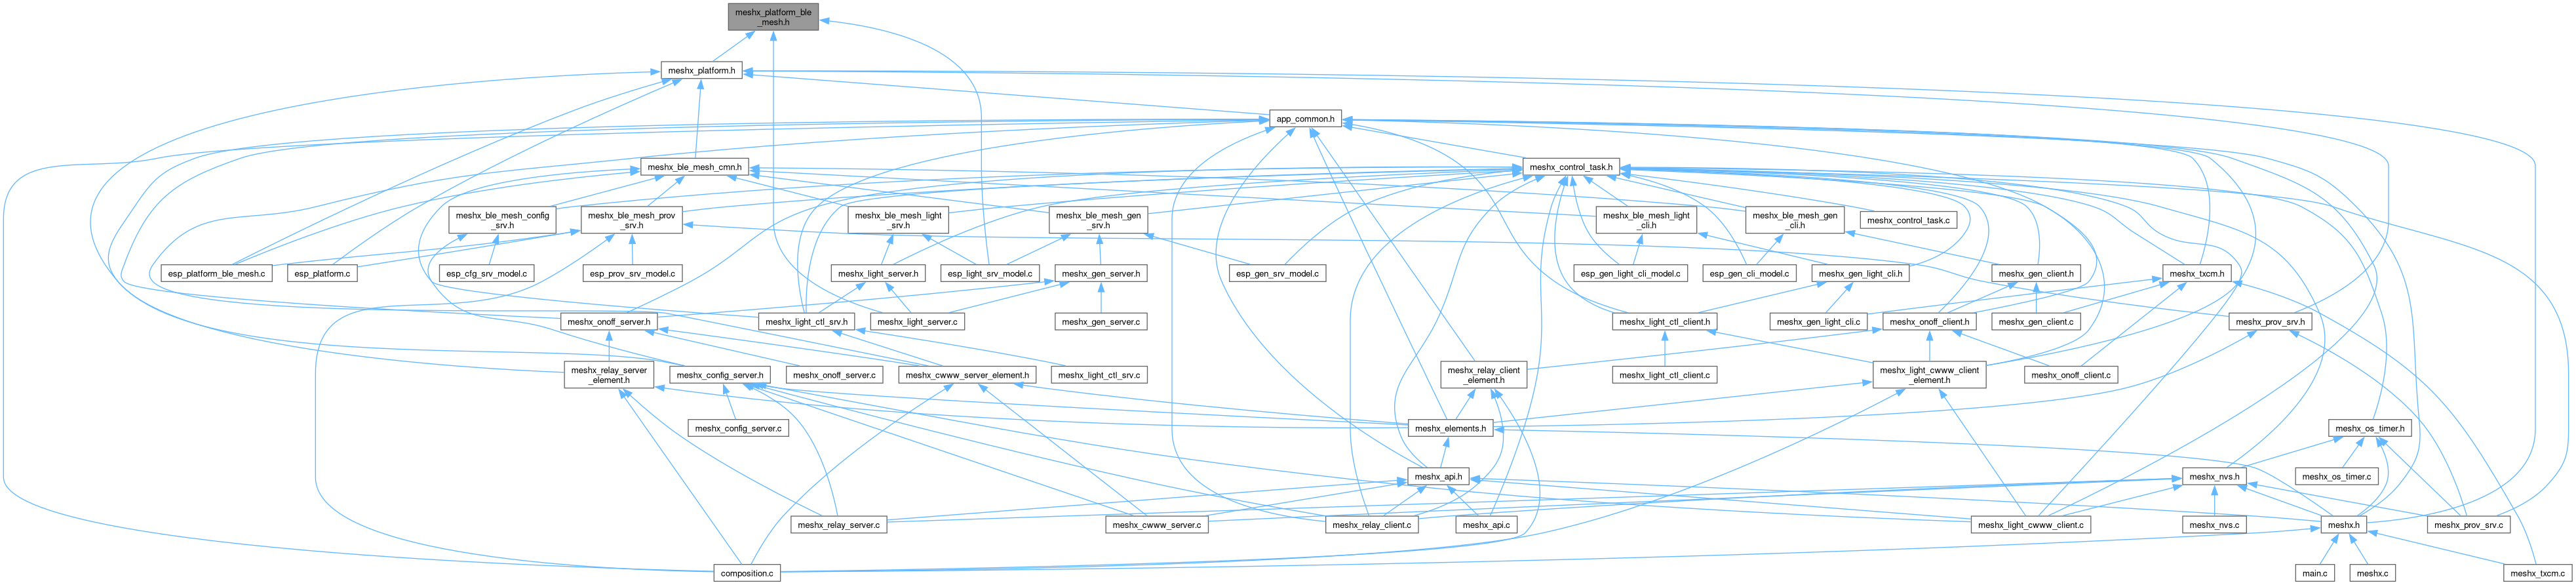 meshx_platform_ble
_mesh.h
meshx_platform.h
app_common.h
meshx_ble_mesh_cmn.h
meshx_control_task.h
meshx_ble_mesh_config
_srv.h
meshx_ble_mesh_prov
_srv.h
meshx_ble_mesh_light
_srv.h
meshx_ble_mesh_gen
_srv.h
meshx_ble_mesh_light
_cli.h
meshx_ble_mesh_gen
_cli.h
meshx_control_task.c
esp_platform_ble_mesh.c
esp_platform.c
esp_cfg_srv_model.c
esp_prov_srv_model.c
meshx_light_server.h
esp_light_srv_model.c
meshx_gen_server.h
esp_gen_srv_model.c
esp_gen_light_cli_model.c
esp_gen_cli_model.c
meshx_gen_light_cli.h
meshx_gen_client.h
meshx_txcm.h
meshx_onoff_server.h
meshx_light_ctl_srv.h
meshx_light_server.c
meshx_gen_server.c
meshx_light_ctl_client.h
meshx_gen_light_cli.c
meshx_onoff_client.h
meshx_gen_client.c
meshx_prov_srv.h
meshx_relay_server
_element.h
meshx_config_server.h
meshx_onoff_server.c
meshx_cwww_server_element.h
meshx_light_ctl_srv.c
meshx_relay_client
_element.h
meshx_light_ctl_client.c
meshx_light_cwww_client
_element.h
meshx_onoff_client.c
meshx_config_server.c
meshx_elements.h
meshx_os_timer.h
meshx_api.h
meshx_os_timer.c
meshx_nvs.h
meshx_relay_server.c
meshx_cwww_server.c
meshx_relay_client.c
meshx_api.c
meshx_light_cwww_client.c
meshx_nvs.c
meshx.h
meshx_prov_srv.c
composition.c
main.c
meshx.c
meshx_txcm.c